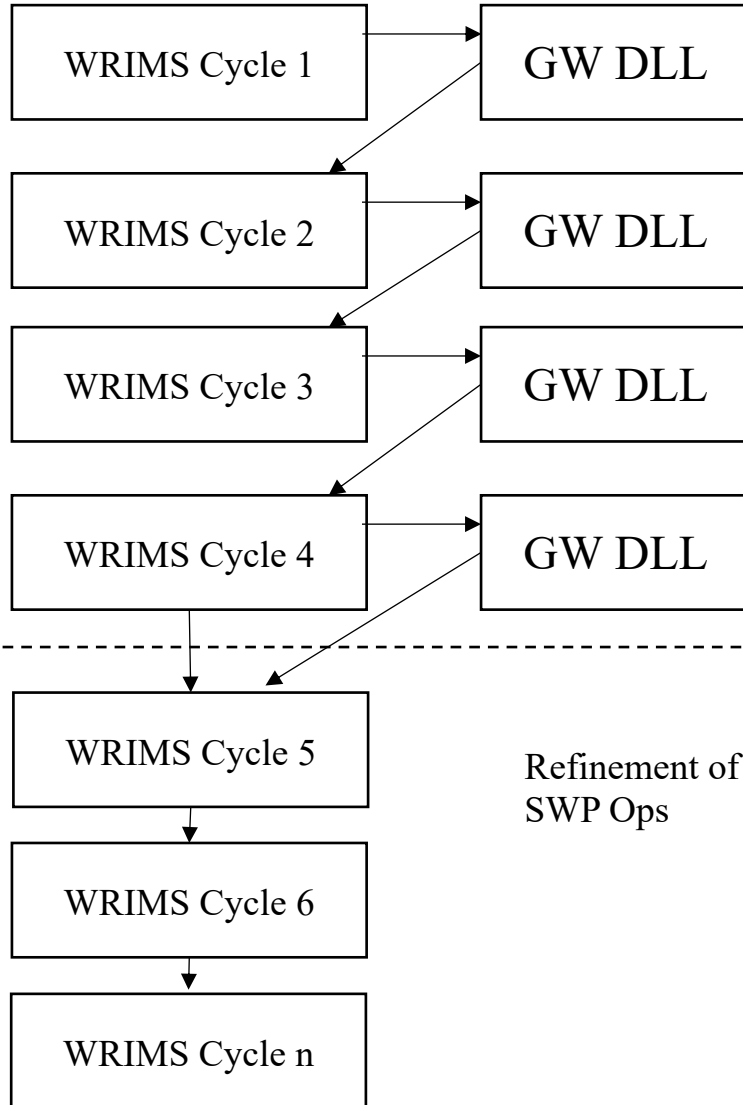 WRIMS Cycle 1
GW DLL
WRIMS Cycle 2
GW DLL
WRIMS Cycle 3
GW DLL
WRIMS Cycle 4
GW DLL
WRIMS Cycle 5
Refinement of
SWP Ops
WRIMS Cycle 6
WRIMS Cycle n